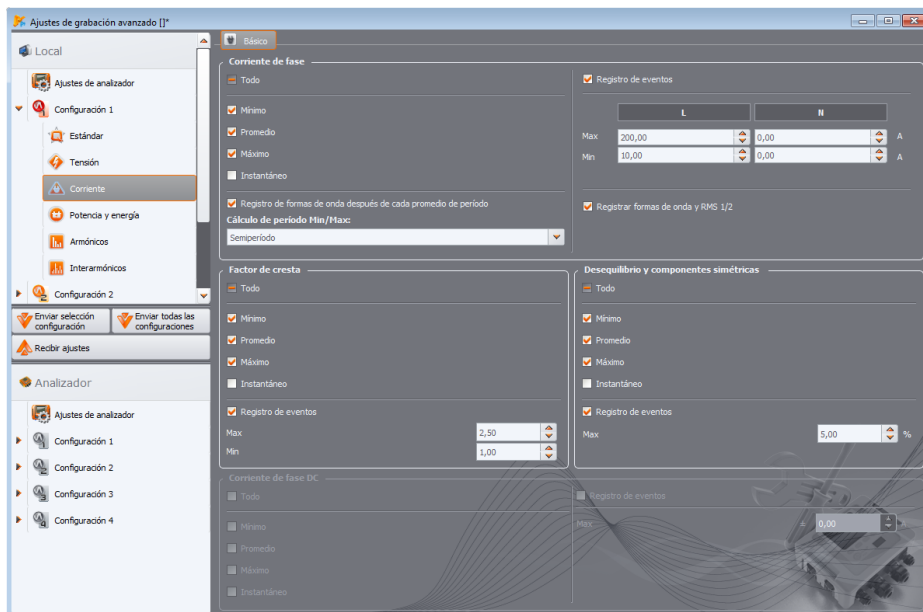 Ajustes de grabación avanzado []*
Local
Ajustes de analizador
Configuración 1
Estándar
Tensión
Corriente
Potencia y energía
Armónicos
Interarmónicos
Configuración 2
Enviar selección configuración
Enviar todas las configuraciones
Recibir ajustes
Analizador
Ajustes de analizador
Configuración 1
Configuración 2
Configuración 3
Configuración 4
Básico
Corriente de fase
Todo
Mínimo
Promedio
Máximo
Instantáneo
Registro de formas de onda después de cada promedio de período
Cálculo de período Min/Max:
Semiperíodo
Registro de eventos
L N
Max 200,00 0,00 A
Min 10,00 0,00 A
Registrar formas de onda y RMS 1/2
Factor de cresta
Todo
Mínimo
Promedio
Máximo
Instantáneo
Registro de eventos
Max 2,50
Min 1,00
Desequilibrio y componentes simétricas
Todo
Mínimo
Promedio
Máximo
Instantáneo
Registro de eventos
Max 5,00 %
Corriente de fase DC
Todo
Mínimo
Promedio
Máximo
Instantáneo
Registro de eventos
Max ± 0,00 A